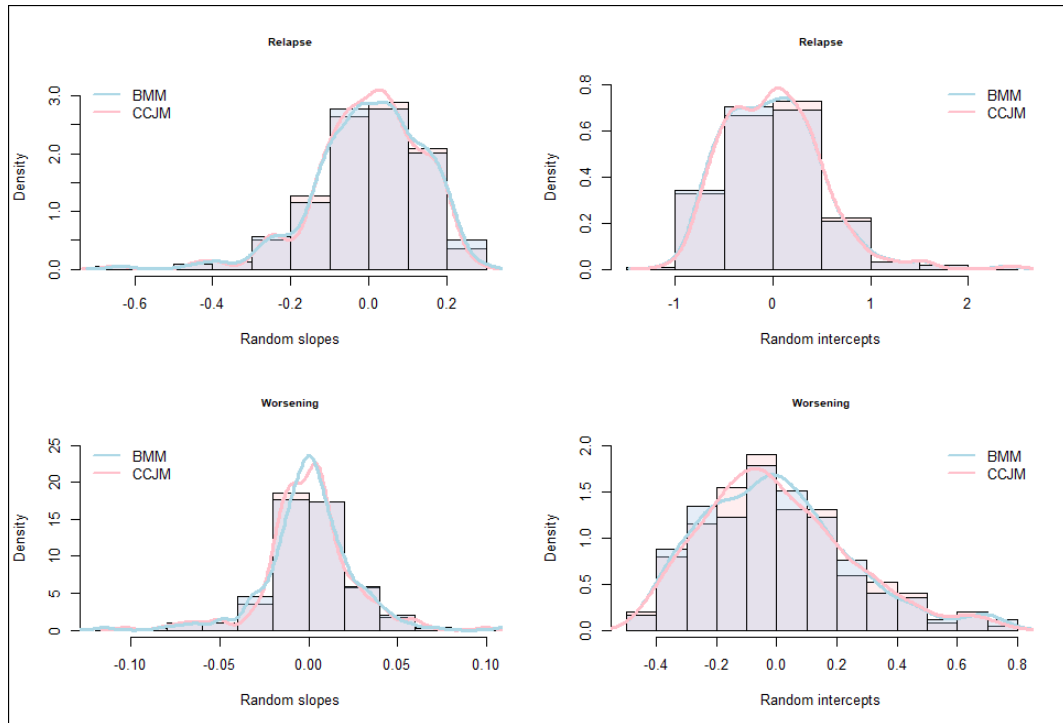 Relapse
BMM
CCJM
Density
0.0 1.0 2.0 3.0
-0.6 -0.4 -0.2 0.0 0.2
Random slopes
Relapse
BMM
CCJM
Density
0.0 0.2 0.4 0.6 0.8
-1 0 1 2
Random intercepts
Worsening
BMM
CCJM
Density
0 5 10 15 20 25
-0.10 -0.05 0.00 0.05 0.10
Random slopes
Worsening
BMM
CCJM
Density
0.0 0.5 1.0 1.5 2.0
-0.4 -0.2 0.0 0.2 0.4 0.6 0.8
Random intercepts